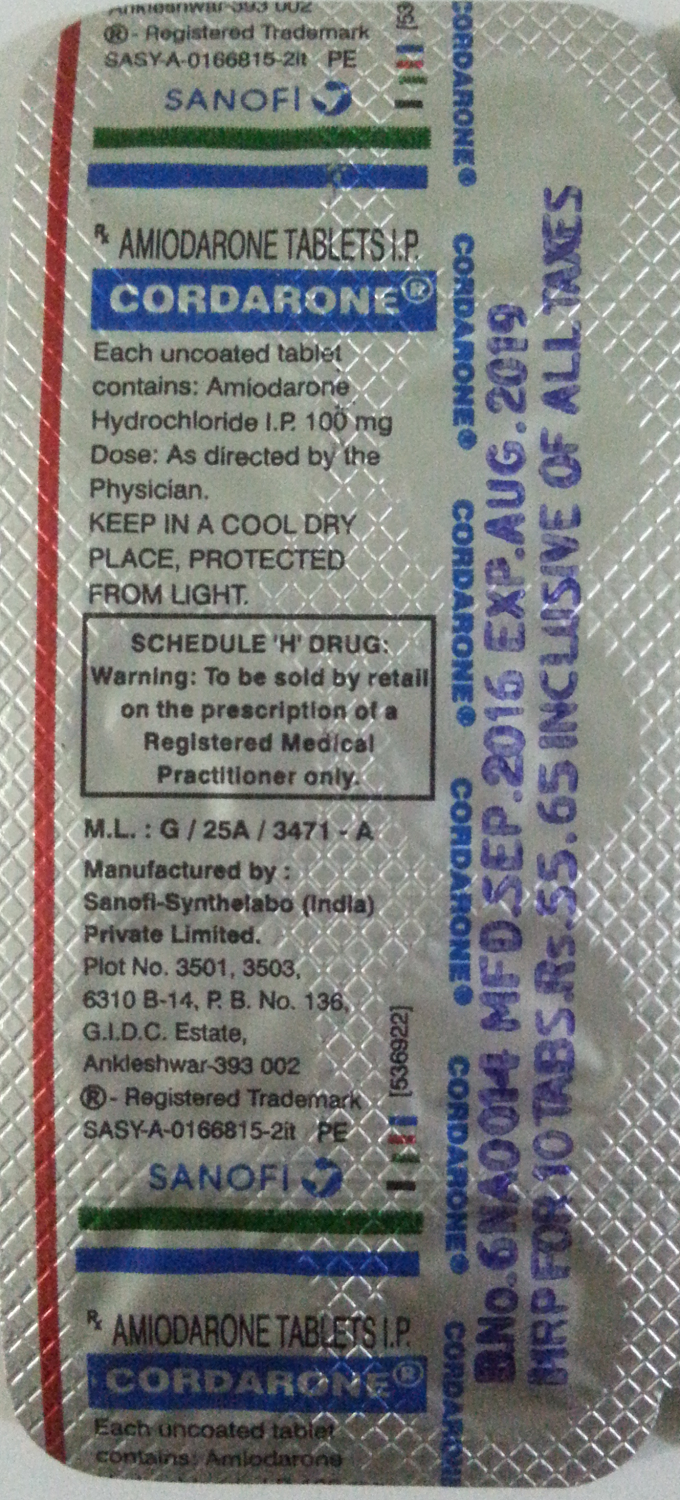 Ankleshwar-393 002
®- Registered Trademark
SASY-A-0166815-2it PE
SANOFI
Rx AMIODARONE TABLETS I.P.
CORDARONE®
Each uncoated tablet
contains: Amiodarone
Hydrochloride I.P. 100 mg
Dose: As directed by the
Physician.
KEEP IN A COOL DRY
PLACE, PROTECTED
FROM LIGHT.
SCHEDULE 'H' DRUG:
Warning: To be sold by retail
on the prescription of a
Registered Medical
Practitioner only.
M.L. : G / 25A / 3471 - A
Manufactured by :
Sanofi-Synthelabo (India)
Private Limited.
Plot No. 3501, 3503,
6310 B-14, P. B. No. 136,
G.I.D.C. Estate,
Ankleshwar-393 002
®- Registered Trademark
SASY-A-0166815-2it PE
SANOFI
Rx AMIODARONE TABLETS I.P.
CORDARONE®
Each uncoated tablet
contains: Amiodarone
[53
[536922]
CORDARONE® CORDARONE® CORDARONE® CORDARONE® CORDARONE® CORDARON
B.No.6NA0014 MFD.SEP.2016 EXP.AUG.2019
MRP FOR 10 TABS.Rs.55.65 INCLUSIVE OF ALL TAXES